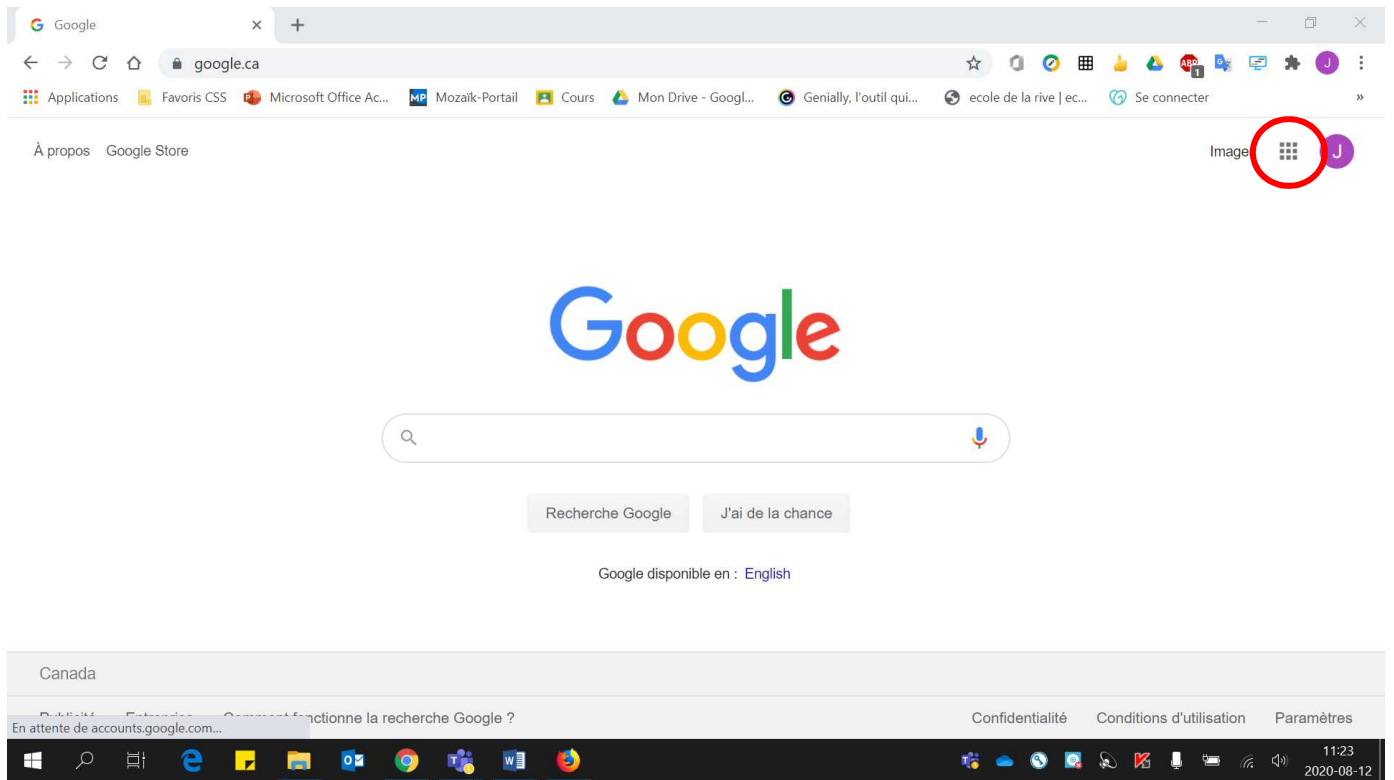 Google
google.ca
Applications Favoris CSS Microsoft Office Ac... MP Mozaïk-Portail Cours Mon Drive - Googl... Genially, l'outil qui... ecole de la rive | ec... Se connecter »
À propos Google Store Image J
Google
Recherche Google J'ai de la chance
Google disponible en : English
Canada
Comment fonctionne la recherche Google ? Confidentialité Conditions d'utilisation Paramètres
En attente de accounts.google.com...
11:23
2020-08-12